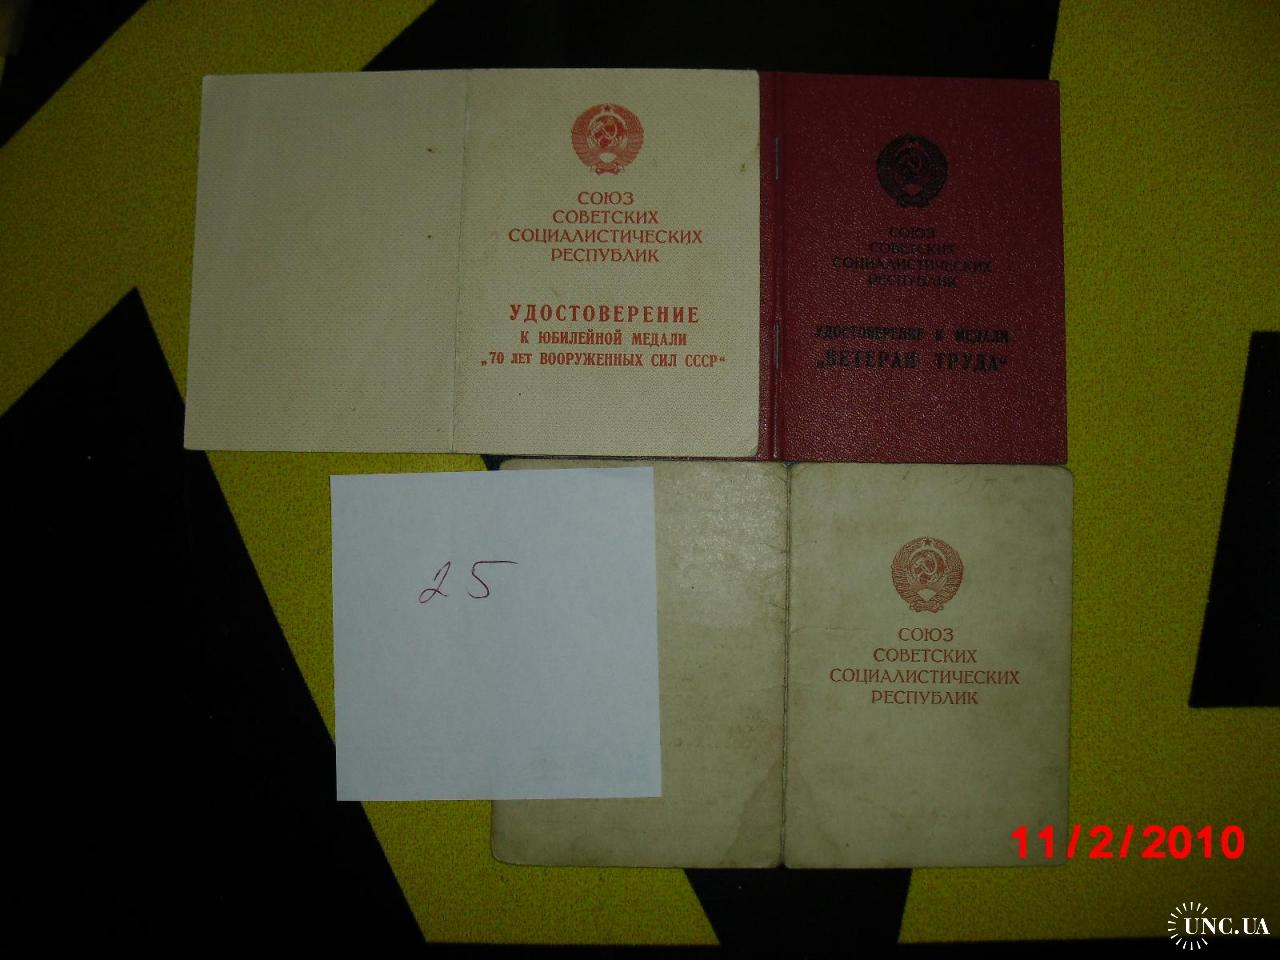 СОЮЗ
СОВЕТСКИХ
СОЦИАЛИСТИЧЕСКИХ
РЕСПУБЛИК
УДОСТОВЕРЕНИЕ
К ЮБИЛЕЙНОЙ МЕДАЛИ
„70 ЛЕТ ВООРУЖЕННЫХ СИЛ СССР“
СОЮЗ
СОВЕТСКИХ
СОЦИАЛИСТИЧЕСКИХ
РЕСПУБЛИК
УДОСТОВЕРЕНИЕ К МЕДАЛИ
„ВЕТЕРАН ТРУДА“
25
СОЮЗ
СОВЕТСКИХ
СОЦИАЛИСТИЧЕСКИХ
РЕСПУБЛИК
11/2/2010
UNC.UA